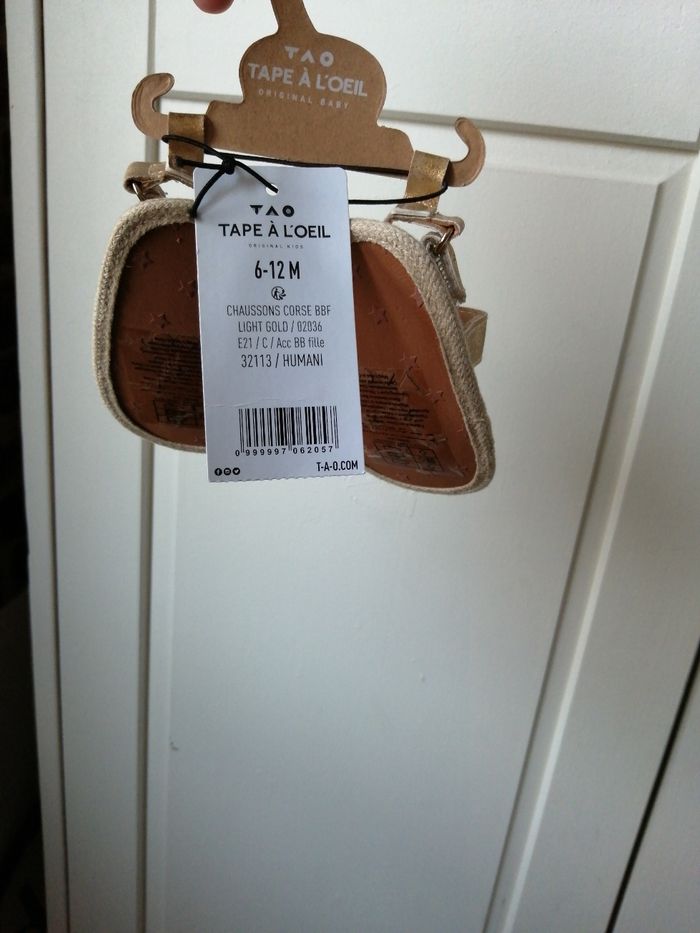 TAO
TAPE À L'OEIL
ORIGINAL BABY
TAO
TAPE À L'OEIL
ORIGINAL KIDS
6-12 M
CHAUSSONS CORSE BBF
LIGHT GOLD / 02036
E21 / C / Acc BB fille
32113 / HUMANI
0 999997 062057
T-A-O.COM